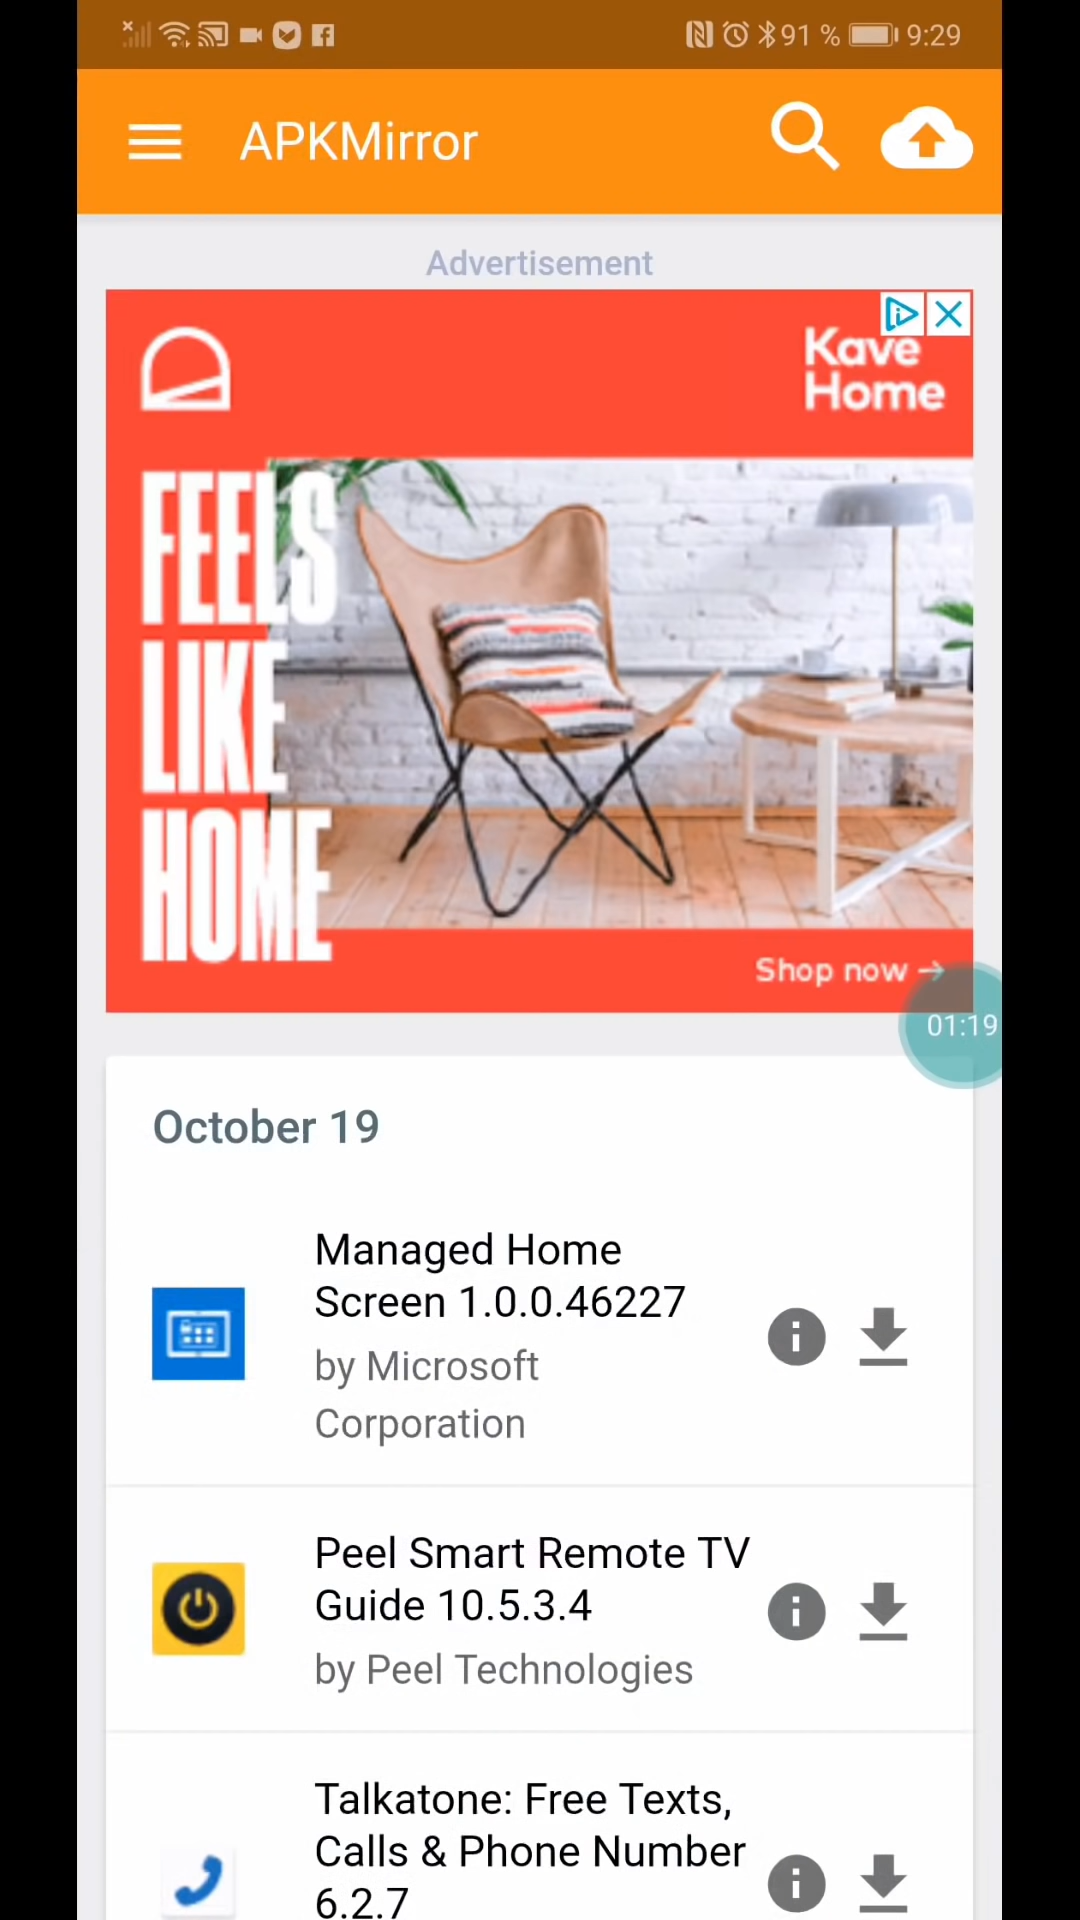 91 % 9:29
APKMirror
Advertisement
Kave
Home
FEELS
LIKE
HOME
Shop now →
01:19
October 19
Managed Home
Screen 1.0.0.46227
by Microsoft
Corporation
Peel Smart Remote TV
Guide 10.5.3.4
by Peel Technologies
Talkatone: Free Texts,
Calls & Phone Number
6.2.7